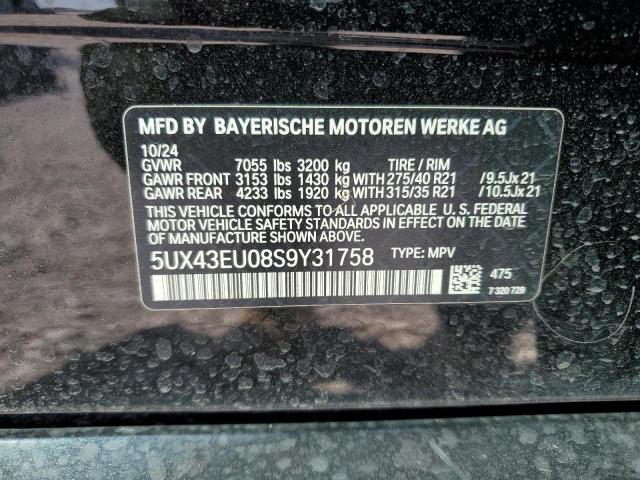 MFD BY BAYERISCHE MOTOREN WERKE AG
10/24
GVWR 7055 lbs 3200 kg TIRE / RIM
GAWR FRONT 3153 lbs 1430 kg WITH 275/40 R21 /9.5Jx21
GAWR REAR 4233 lbs 1920 kg WITH 315/35 R21 /10.5Jx21
THIS VEHICLE CONFORMS TO ALL APPLICABLE U. S. FEDERAL
MOTOR VEHICLE SAFETY STANDARDS IN EFFECT ON THE DATE
OF MANUFACTURE SHOWN ABOVE.
5UX43EU08S9Y31758 TYPE: MPV
475
7 320 729